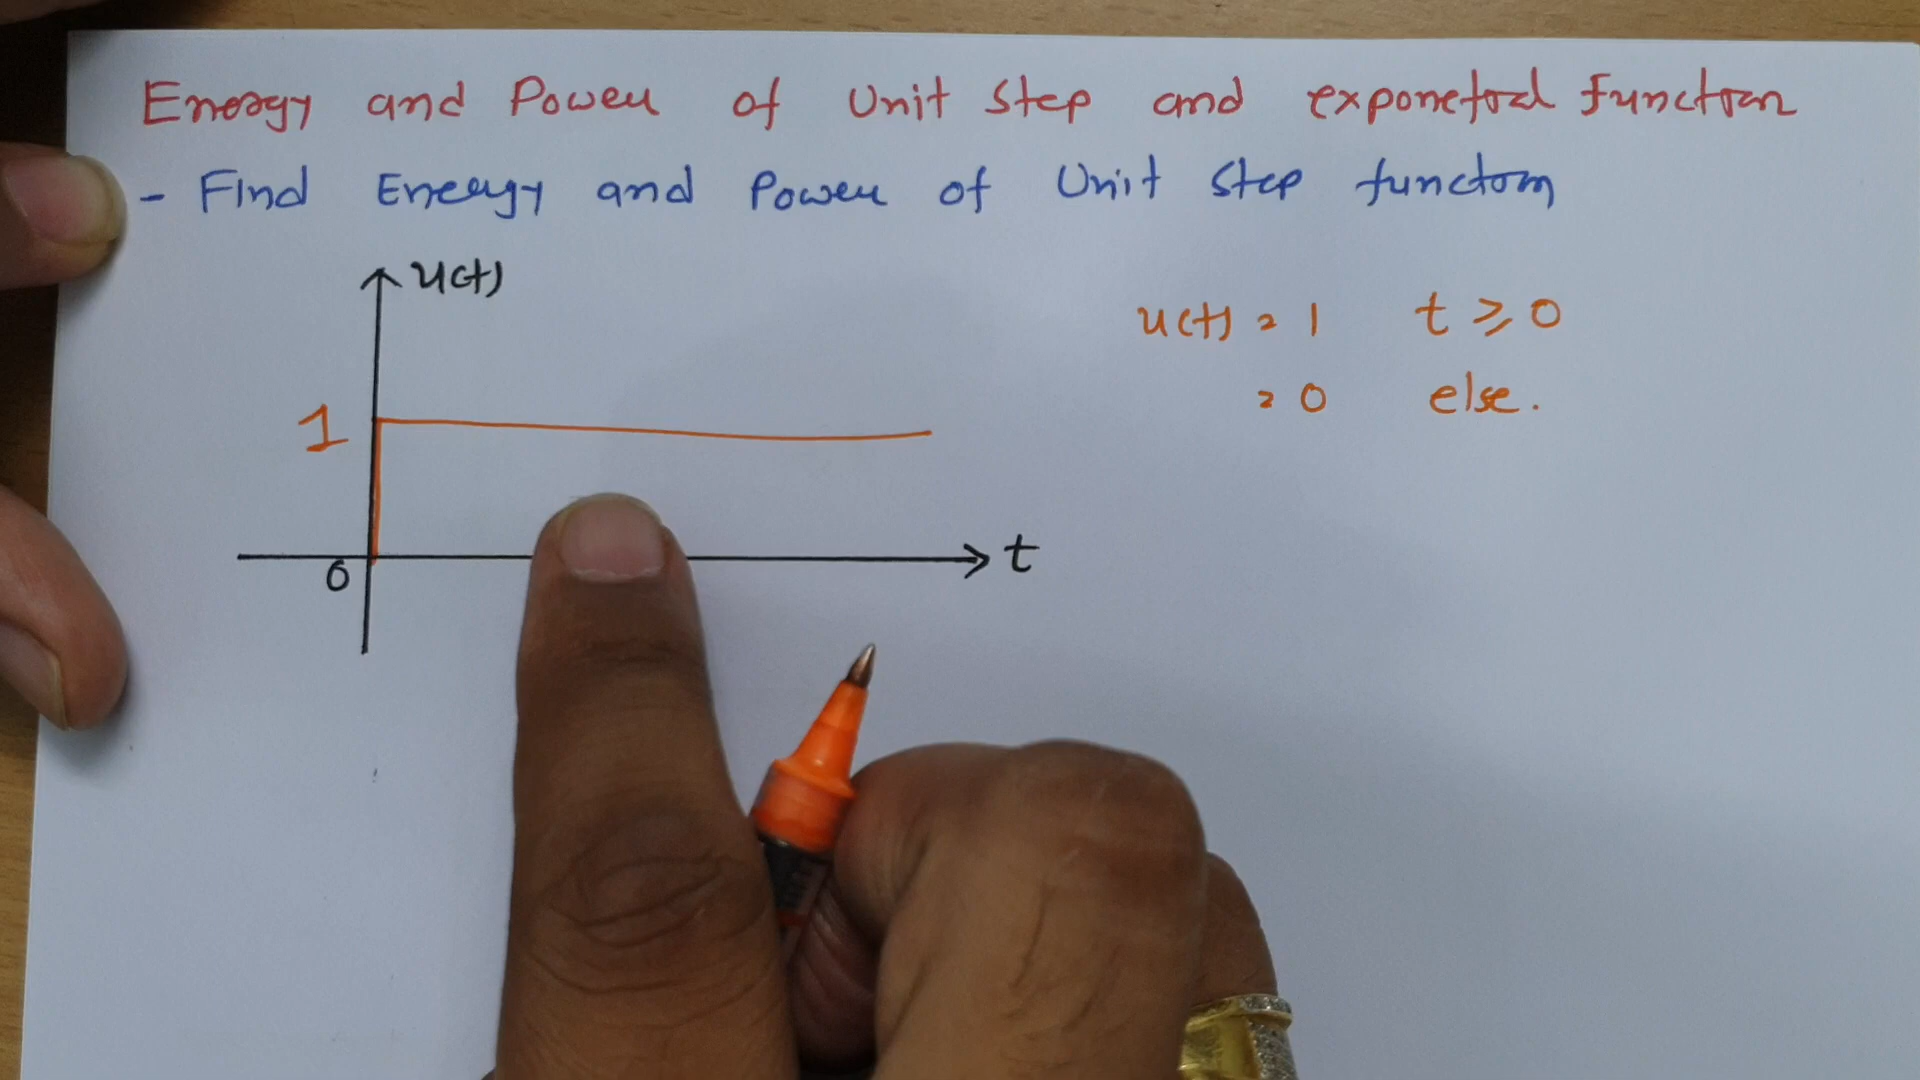 Energy and Power of Unit Step and exponetial function
- Find Energy and Power of Unit Step function
u(t)
u(t) = 1 t ≥ 0
= 0 else.
1
0
t